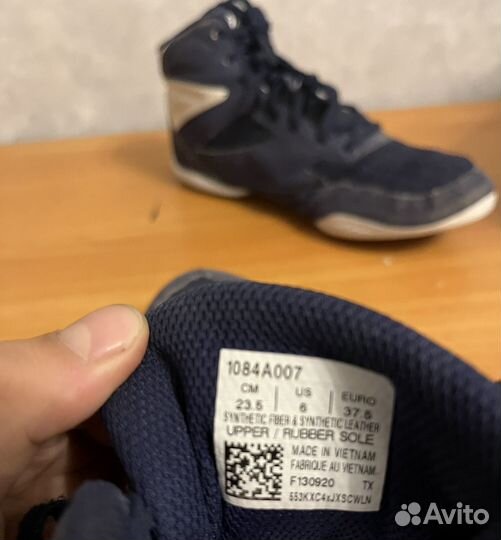 1084A007
CM US EURO
23.5 6 37.5
SYNTHETIC FIBER & SYNTHETIC LEATHER
UPPER / RUBBER SOLE
MADE IN VIETNAM
FABRIQUE AU VIETNAM
F130920 TX
553KXC4xJXSCWLN
Avito